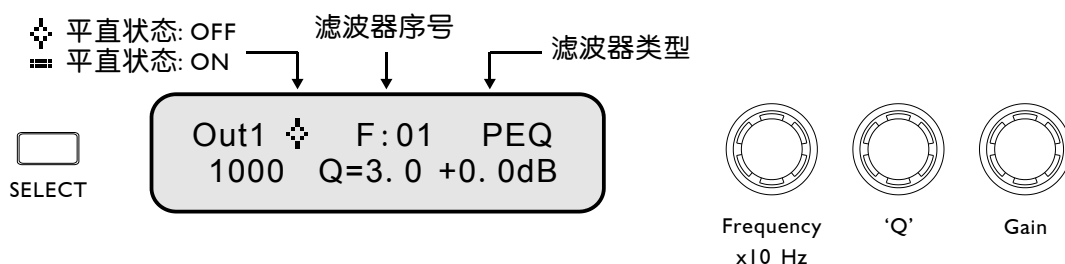 平直状态: OFF
平直状态: ON
滤波器序号
滤波器类型
Out1 F:01 PEQ
1000 Q=3.0 +0.0dB
SELECT
Frequency
x10 Hz
‘Q’
Gain